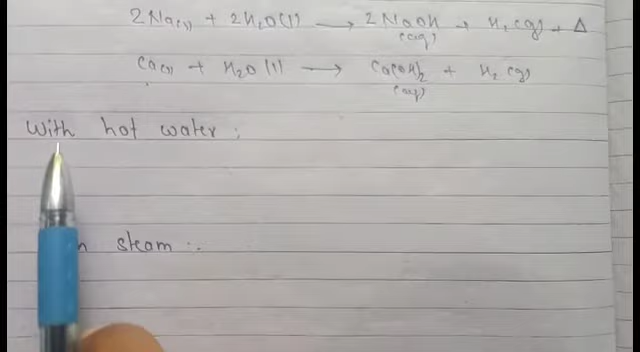 2Na(s) + 2H2O(l) → 2NaOH (aq) + H2(g) + Δ
Ca(s) + H2O(l) → Ca(OH)2 (aq) + H2(g)
With hot water :
steam :-